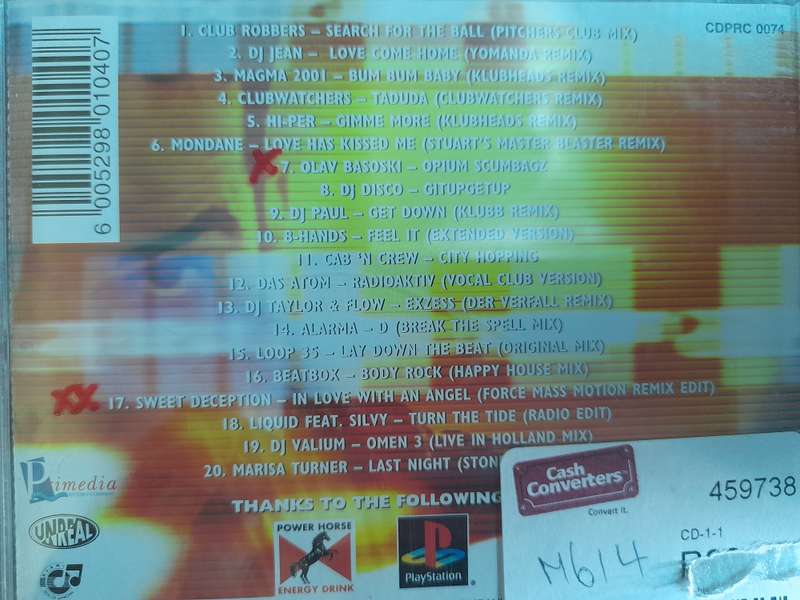 CDPRC 0074
1. CLUB ROBBERS – SEARCH FOR THE BALL (PITCHERS CLUB MIX)
2. DJ JEAN – LOVE COME HOME (YOMANDA REMIX)
3. MAGMA 2001 – BUM BUM BABY (KLUBHEADS REMIX)
4. CLUBWATCHERS – TADUDA (CLUBWATCHERS REMIX)
5. HI-PER – GIMME MORE (KLUBHEADS REMIX)
6. MONDANE – LOVE HAS KISSED ME (STUART'S MASTER BLASTER REMIX)
X 7. OLAV BASOSKI – OPIUM SCUMBAGZ
8. DJ DISCO – GITUPGETUP
9. DJ PAUL – GET DOWN (KLUBB REMIX)
10. 8-HANDS – FEEL IT (EXTENDED VERSION)
11. CAB 'N CREW – CITY HOPPING
12. DAS ATOM – RADIOAKTIV (VOCAL CLUB VERSION)
13. DJ TAYLOR & FLOW – EXZESS (DER VERFALL REMIX)
14. ALARMA – D (BREAK THE SPELL MIX)
15. LOOP 35 – LAY DOWN THE BEAT (ORIGINAL MIX)
16. BEATBOX – BODY ROCK (HAPPY HOUSE MIX)
XX 17. SWEET DECEPTION – IN LOVE WITH AN ANGEL (FORCE MASS MOTION REMIX EDIT)
18. LIQUID FEAT. SILVY – TURN THE TIDE (RADIO EDIT)
19. DJ VALIUM – OMEN 3 (LIVE IN HOLLAND MIX)
20. MARISA TURNER – LAST NIGHT (STON
THANKS TO THE FOLLOWING
6 005298 010407
Primedia
UNREAL
POWER HORSE
ENERGY DRINK
PlayStation
Cash
Converters
Convert it.
459738
CD-1-1
M614